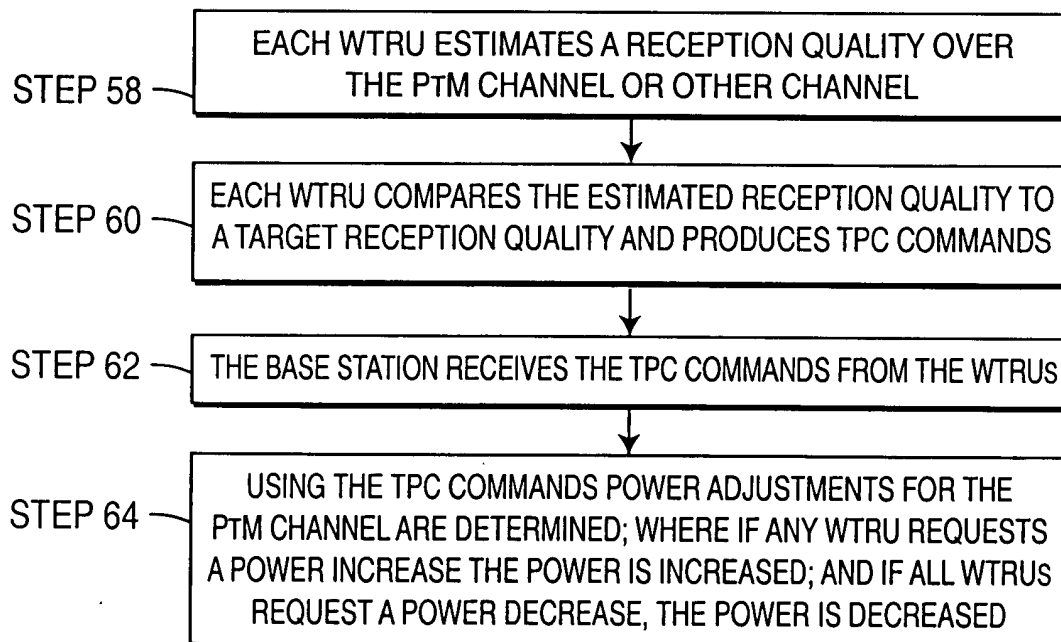 STEP 58
EACH WTRU ESTIMATES A RECEPTION QUALITY OVER
THE PTM CHANNEL OR OTHER CHANNEL
STEP 60
EACH WTRU COMPARES THE ESTIMATED RECEPTION QUALITY TO
A TARGET RECEPTION QUALITY AND PRODUCES TPC COMMANDS
STEP 62
THE BASE STATION RECEIVES THE TPC COMMANDS FROM THE WTRUs
STEP 64
USING THE TPC COMMANDS POWER ADJUSTMENTS FOR THE
PTM CHANNEL ARE DETERMINED; WHERE IF ANY WTRU REQUESTS
A POWER INCREASE THE POWER IS INCREASED; AND IF ALL WTRUs
REQUEST A POWER DECREASE, THE POWER IS DECREASED